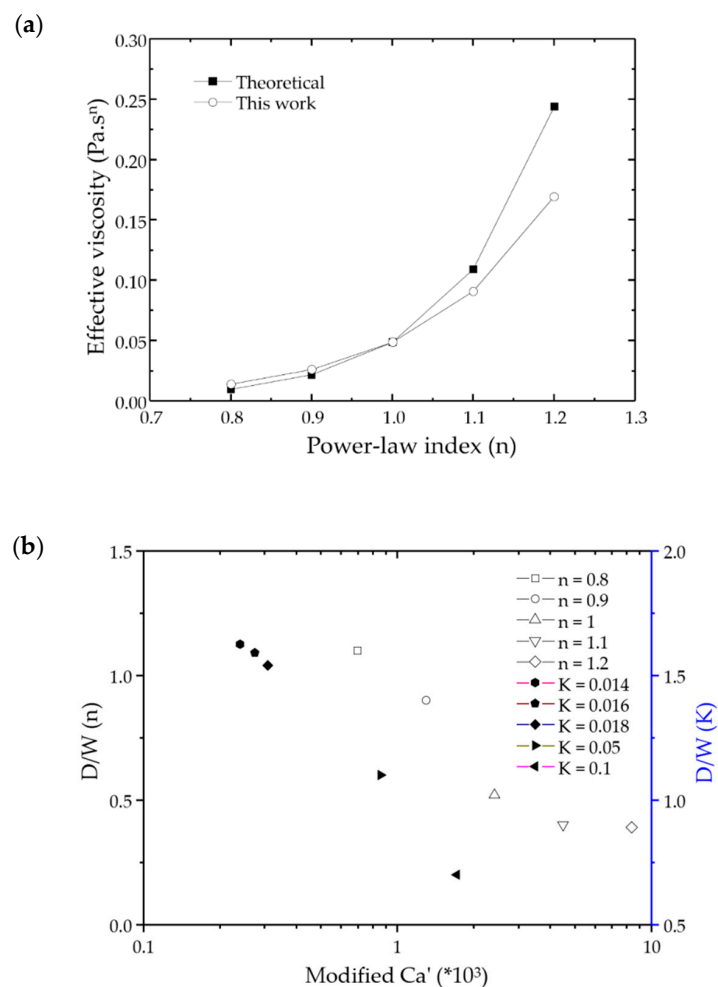 (a)
0.30
0.25
0.20
0.15
0.10
0.05
0.00
Effective viscosity (Pa.sⁿ)
Theoretical
This work
0.7 0.8 0.9 1.0 1.1 1.2 1.3
Power-law index (n)
(b)
1.5
1.0
0.5
0.0
D/W (n)
n = 0.8
n = 0.9
n = 1
n = 1.1
n = 1.2
K = 0.014
K = 0.016
K = 0.018
K = 0.05
K = 0.1
2.0
1.5
1.0
0.5
D/W (K)
0.1 1 10
Modified Ca' (*10³)